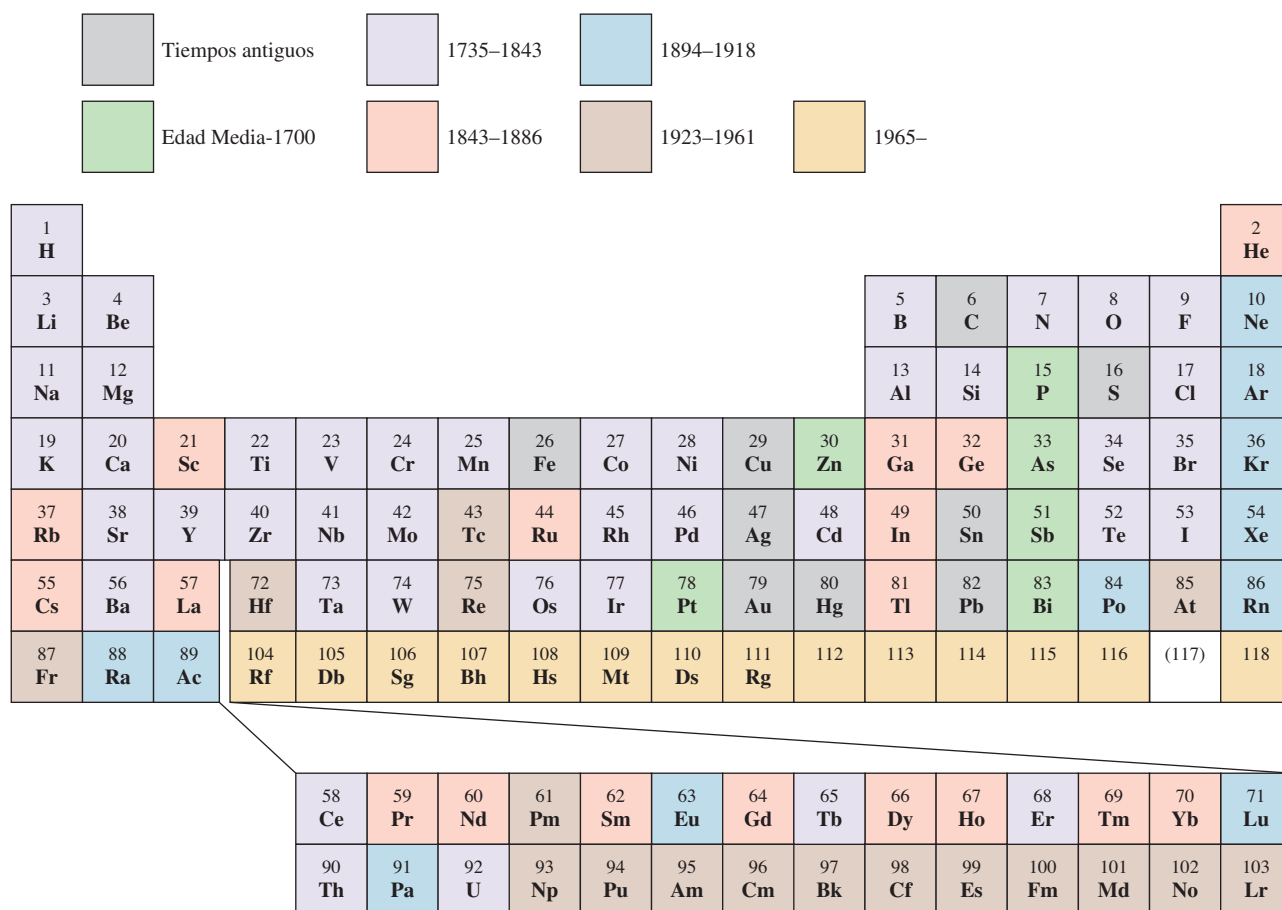 Tiempos antiguos 1735–1843 1894–1918
Edad Media-1700 1843–1886 1923–1961 1965–
1 2
H He
3 4 5 6 7 8 9 10
Li Be B C N O F Ne
11 12 13 14 15 16 17 18
Na Mg Al Si P S Cl Ar
19 20 21 22 23 24 25 26 27 28 29 30 31 32 33 34 35 36
K Ca Sc Ti V Cr Mn Fe Co Ni Cu Zn Ga Ge As Se Br Kr
37 38 39 40 41 42 43 44 45 46 47 48 49 50 51 52 53 54
Rb Sr Y Zr Nb Mo Tc Ru Rh Pd Ag Cd In Sn Sb Te I Xe
55 56 57 72 73 74 75 76 77 78 79 80 81 82 83 84 85 86
Cs Ba La Hf Ta W Re Os Ir Pt Au Hg Tl Pb Bi Po At Rn
87 88 89 104 105 106 107 108 109 110 111 112 113 114 115 116 (117) 118
Fr Ra Ac Rf Db Sg Bh Hs Mt Ds Rg
58 59 60 61 62 63 64 65 66 67 68 69 70 71
Ce Pr Nd Pm Sm Eu Gd Tb Dy Ho Er Tm Yb Lu
90 91 92 93 94 95 96 97 98 99 100 101 102 103
Th Pa U Np Pu Am Cm Bk Cf Es Fm Md No Lr